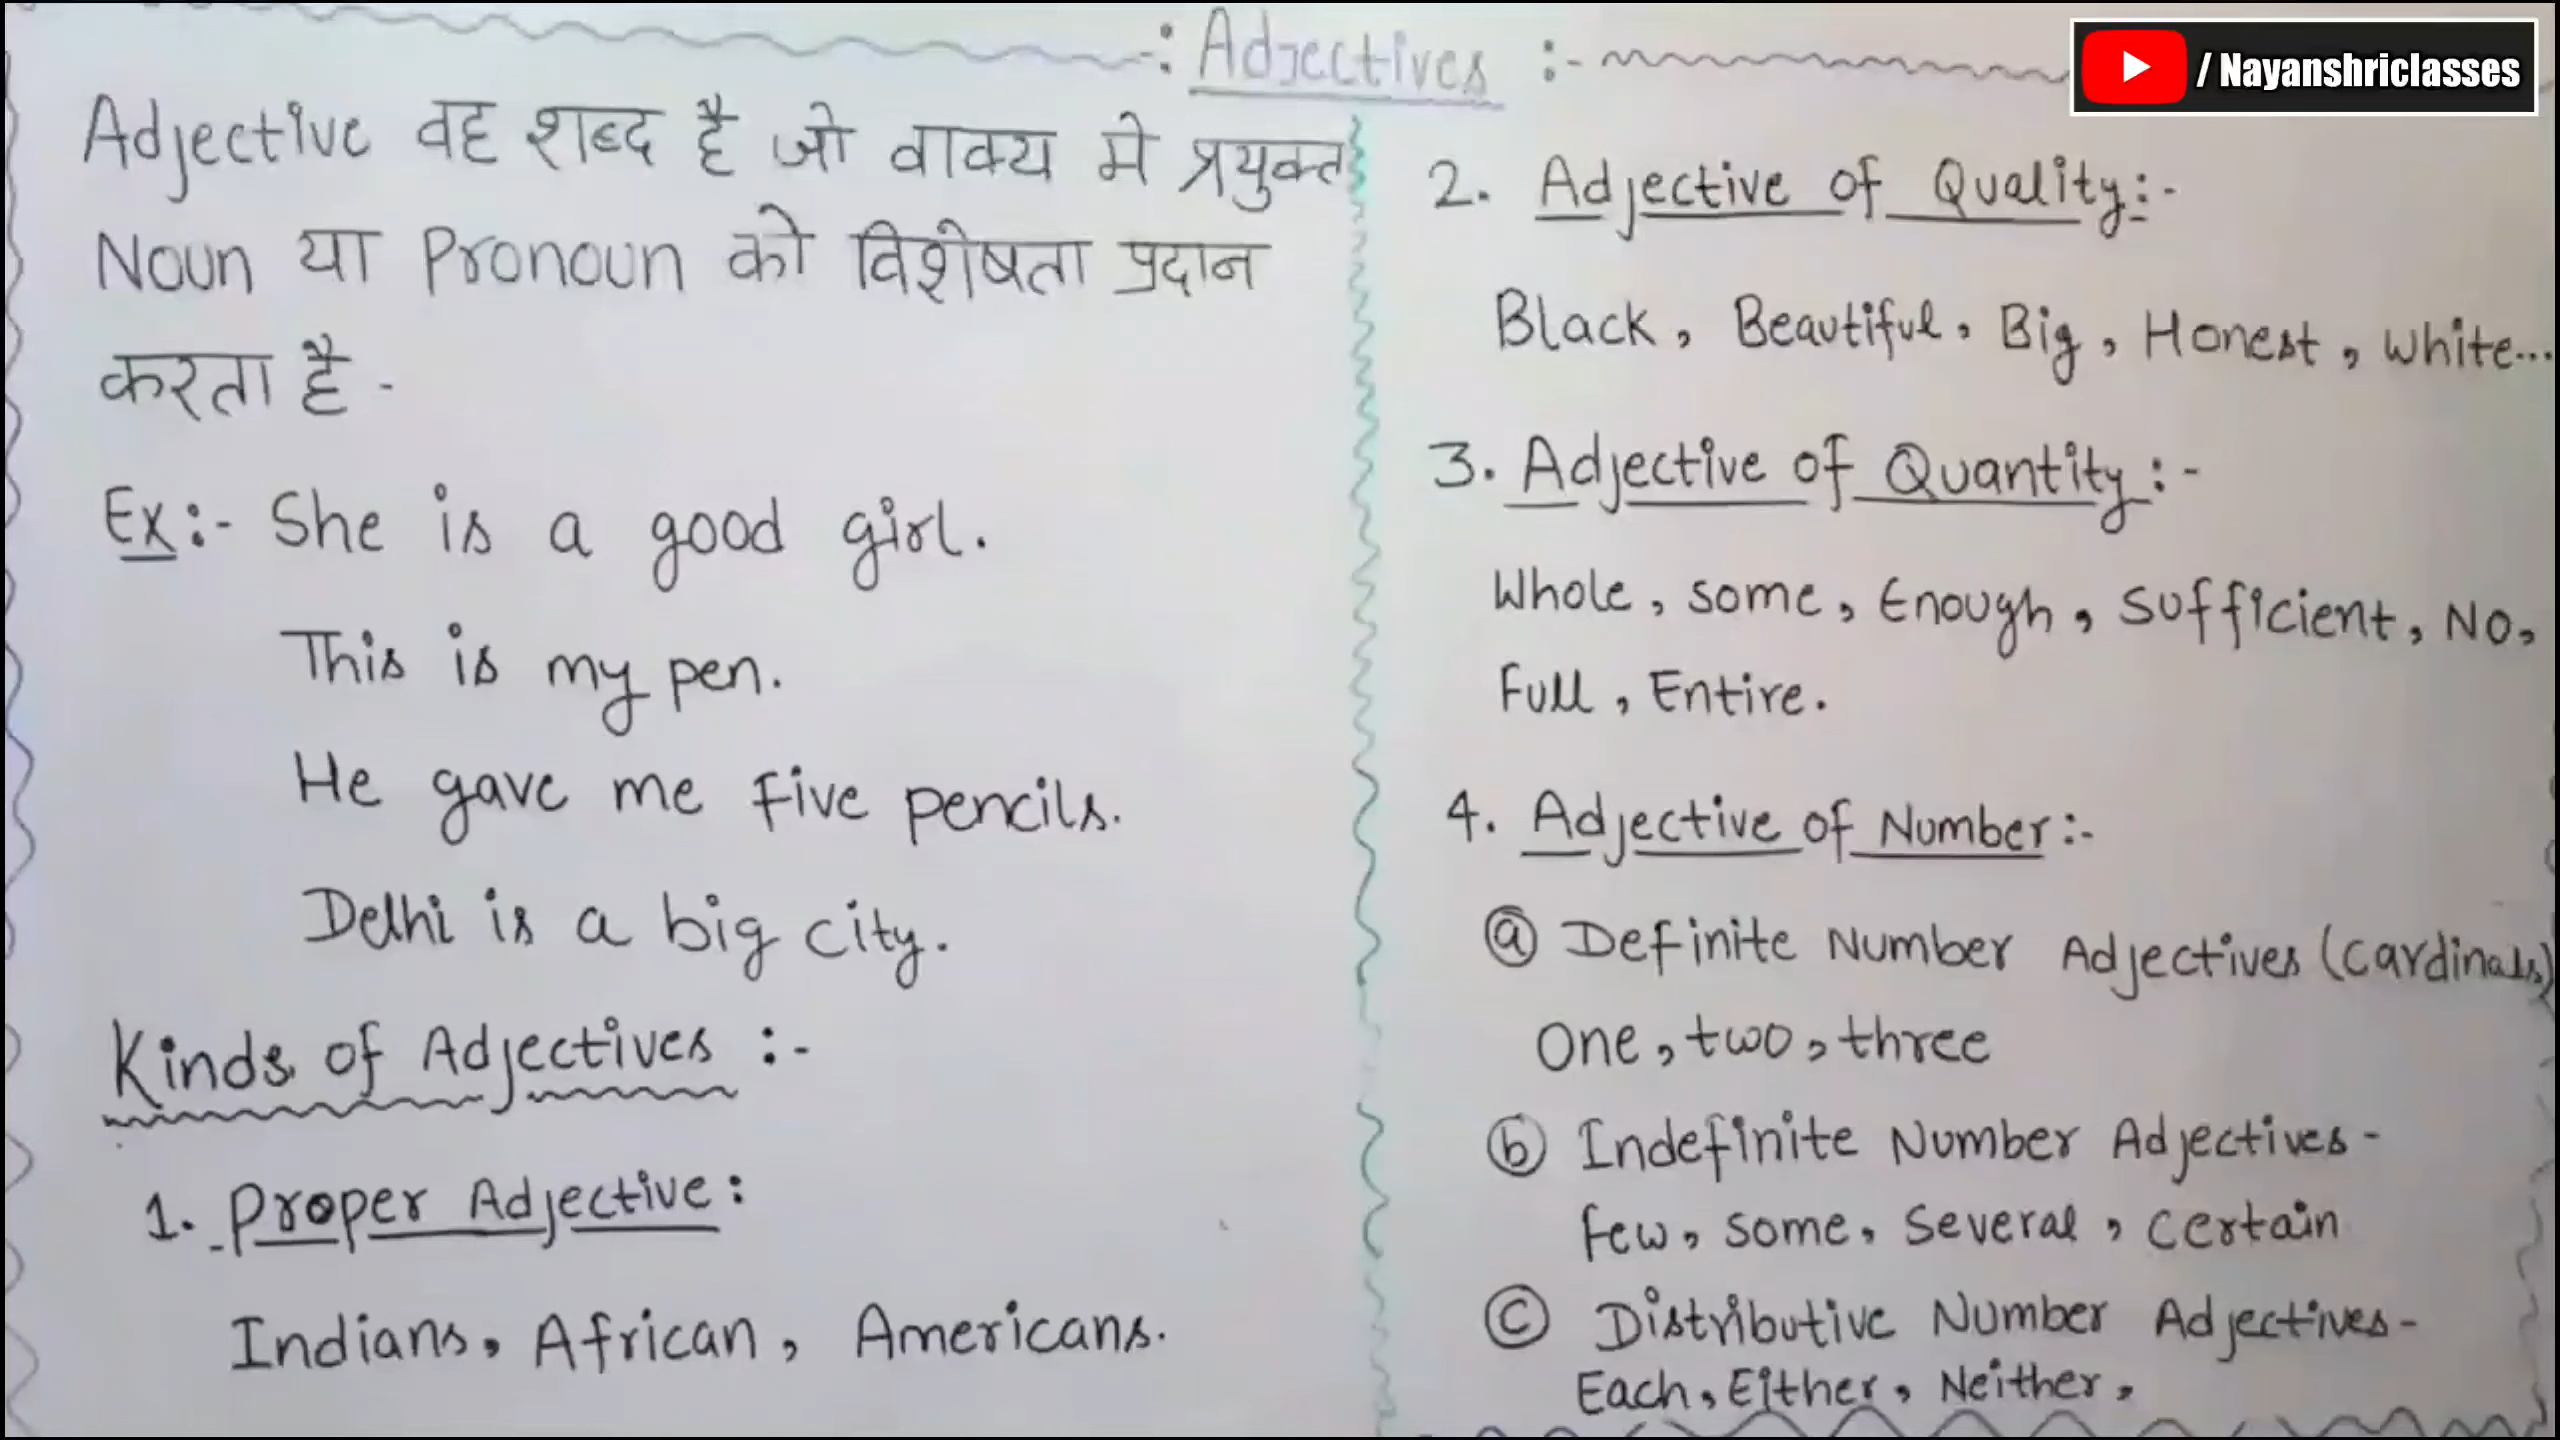 -: Adjectives :-
/ Nayanshriclasses
Adjective वह शब्द है जो वाक्य मे प्रयुक्त
Noun या Pronoun को विशेषता प्रदान
करता है -
Ex:- She is a good girl.
This is my pen.
He gave me five pencils.
Delhi is a big city.
Kinds of Adjectives :-
1. Proper Adjective:
Indians, African, Americans.
2. Adjective of Quality:-
Black, Beautiful, Big, Honest, white...
3. Adjective of Quantity:-
Whole, some, Enough, Sufficient, No,
Full, Entire.
4. Adjective of Number:-
ⓐ Definite Number Adjectives (cardinals)
One, two, three
ⓑ Indefinite Number Adjectives-
few, some, several, certain
ⓒ Distributive Number Adjectives-
Each, Either, Neither,